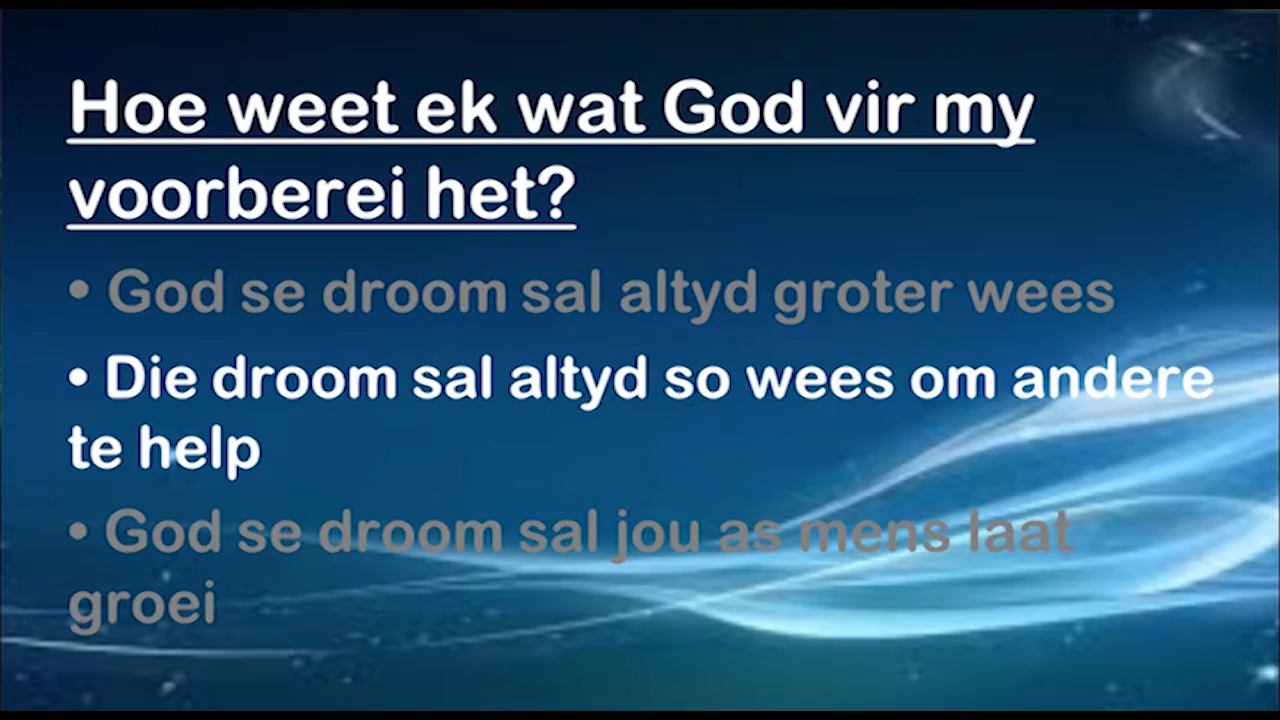 Hoe weet ek wat God vir my
voorberei het?
• God se droom sal altyd groter wees
• Die droom sal altyd so wees om andere
te help
• God se droom sal jou as mens laat
groei